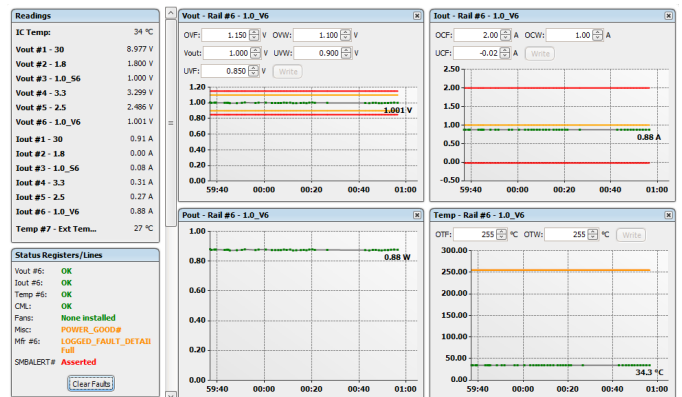 Readings
IC Temp: 34 ºC
Vout #1 - 30 8.977 V
Vout #2 - 1.8 1.800 V
Vout #3 - 1.0_S6 1.000 V
Vout #4 - 3.3 3.299 V
Vout #5 - 2.5 2.486 V
Vout #6 - 1.0_V6 1.001 V
Iout #1 - 30 0.91 A
Iout #2 - 1.8 0.00 A
Iout #3 - 1.0_S6 0.08 A
Iout #4 - 3.3 0.31 A
Iout #5 - 2.5 0.27 A
Iout #6 - 1.0_V6 0.88 A
Temp #7 - Ext Tem... 27 ºC
Status Registers/Lines
Vout #6: OK
Iout #6: OK
Temp #6: OK
CML: OK
Fans: None installed
Misc: POWER_GOOD#
Mfr #6: LOGGED_FAULT_DETAIL
Full
SMBALERT# Asserted
Clear Faults
Vout - Rail #6 - 1.0_V6
OVF: 1.150 V OVW: 1.100 V
Vout: 1.000 V UVW: 0.900 V
UVF: 0.850 V Write
1.20
1.00
0.80
0.60
0.40
0.20
0.00
1.001 V
59:40 00:00 00:20 00:40 01:00
Iout - Rail #6 - 1.0_V6
OCF: 2.00 A OCW: 1.00 A
UCF: -0.02 A Write
2.50
2.00
1.50
1.00
0.50
0.00
-0.50
0.88 A
59:40 00:00 00:20 00:40 01:00
Pout - Rail #6 - 1.0_V6
1.00
0.80
0.60
0.40
0.20
0.00
0.88 W
59:40 00:00 00:20 00:40 01:00
Temp - Rail #6 - 1.0_V6
OTF: 255 ºC OTW: 255 ºC Write
300.00
250.00
200.00
150.00
100.00
50.00
0.00
34.3 ºC
59:40 00:00 00:20 00:40 01:00